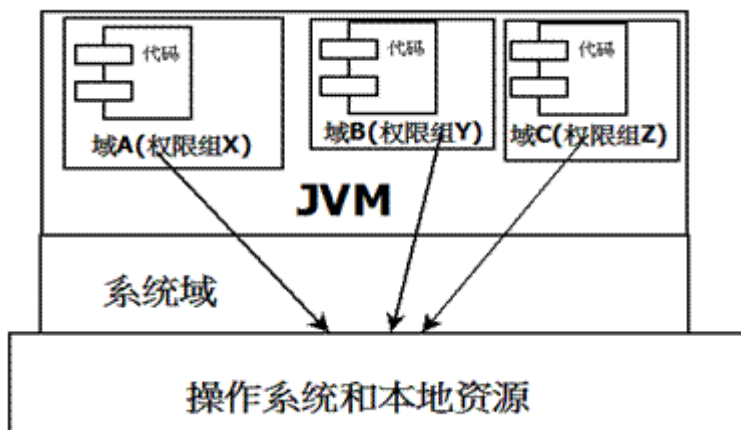 代码
代码
代码
域A(权限组X)
域B(权限组Y)
域C(权限组Z)
JVM
系统域
操作系统和本地资源